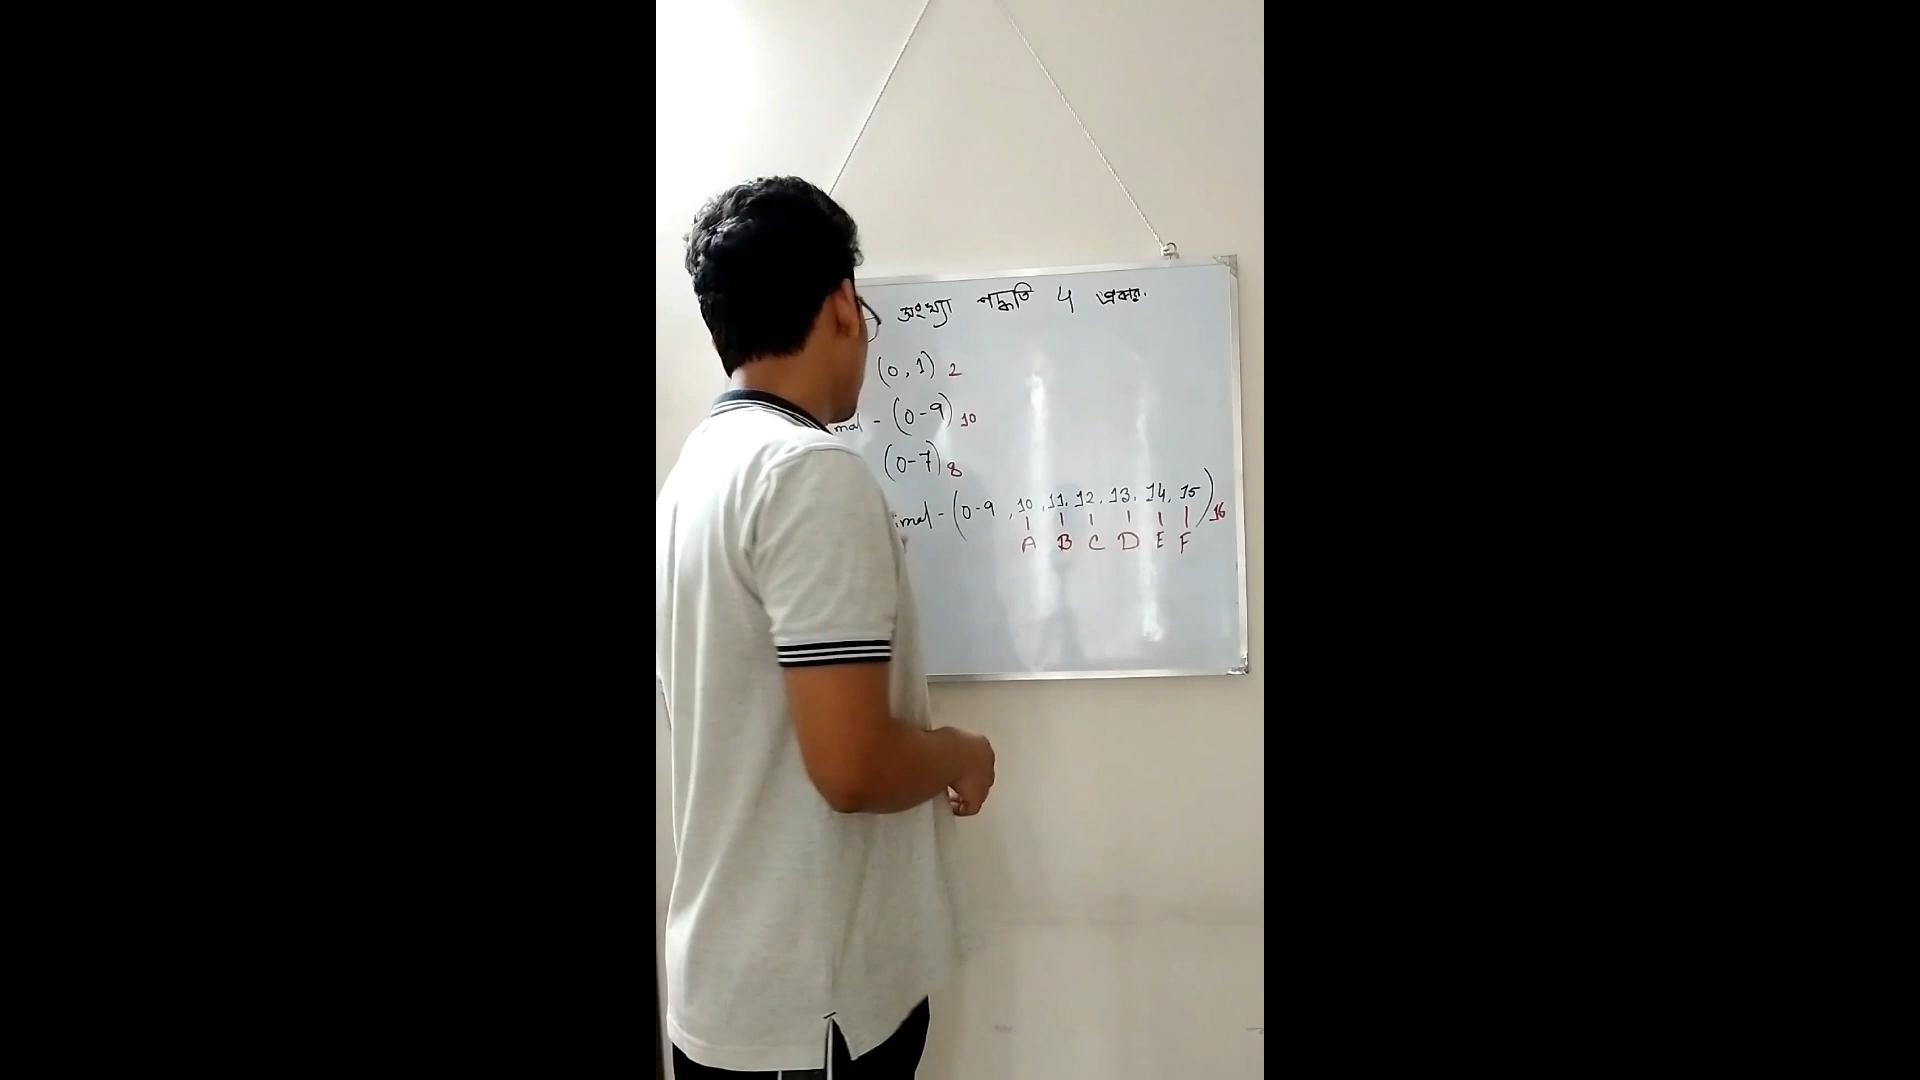 সংখ্যা পদ্ধতি 4 প্রকার.
(0, 1) 2
mal - (0-9) 10
(0-7) 8
imal - (0-9, 10, 11, 12, 13, 14, 15) 16
A B C D E F